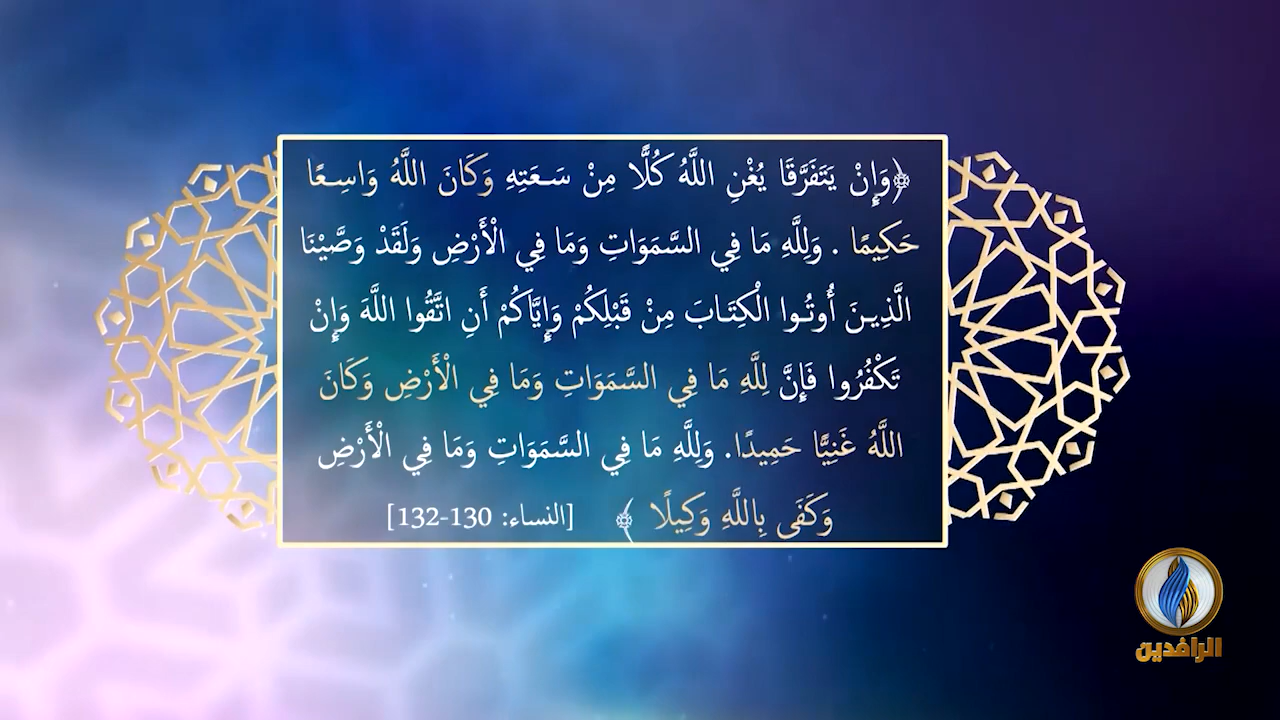 ﴿وَإِنْ يَتَفَرَّقَا يُغْنِ اللَّهُ كُلًّا مِنْ سَعَتِهِ وَكَانَ اللَّهُ وَاسِعًا
حَكِيمًا . وَلِلَّهِ مَا فِي السَّمَوَاتِ وَمَا فِي الْأَرْضِ وَلَقَدْ وَصَّيْنَا
الَّذِينَ أُوتُوا الْكِتَابَ مِنْ قَبْلِكُمْ وَإِيَّاكُمْ أَنِ اتَّقُوا اللَّهَ وَإِنْ
تَكْفُرُوا فَإِنَّ لِلَّهِ مَا فِي السَّمَوَاتِ وَمَا فِي الْأَرْضِ وَكَانَ
اللَّهُ غَنِيًّا حَمِيدًا. وَلِلَّهِ مَا فِي السَّمَوَاتِ وَمَا فِي الْأَرْضِ
وَكَفَى بِاللَّهِ وَكِيلًا ﴾ [النساء: 130-132]
الرافدين